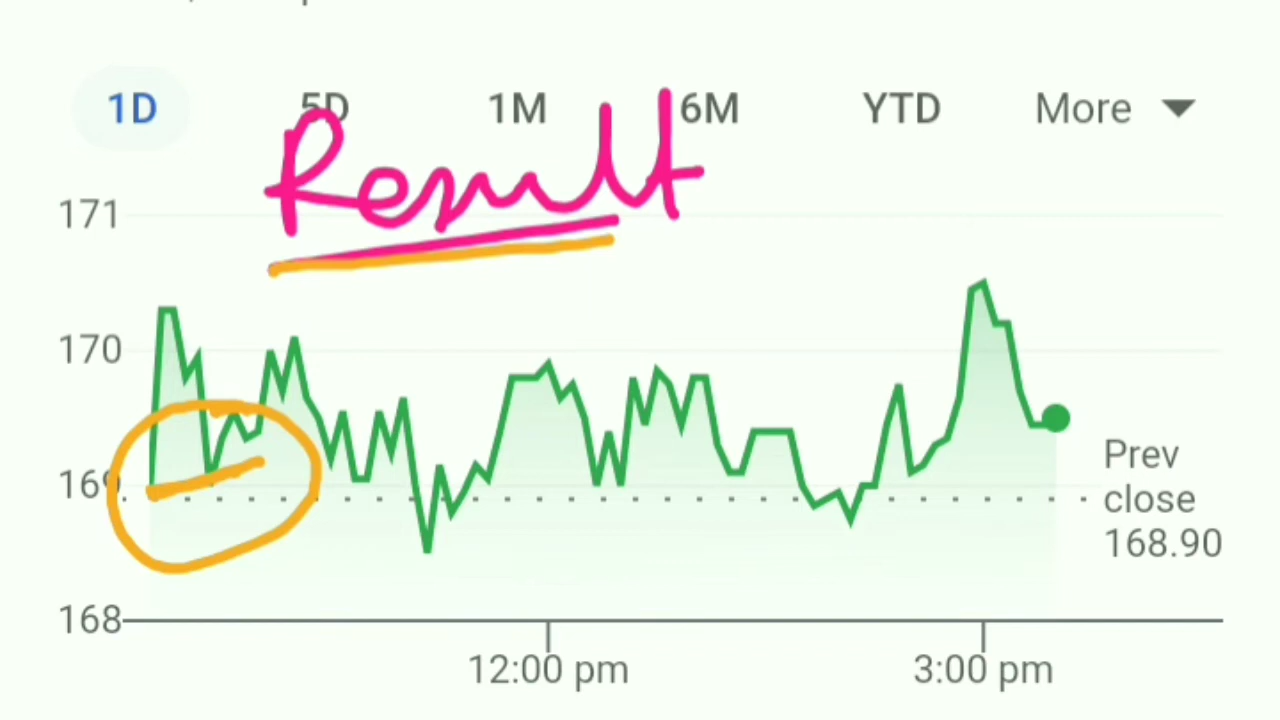 1D 5D 1M 6M YTD More
Result
171
170
169
168
Prev
close
168.90
12:00 pm 3:00 pm